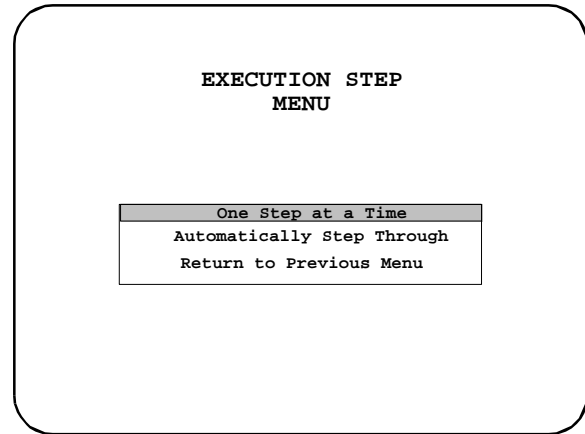 EXECUTION STEP
MENU
One Step at a Time
Automatically Step Through
Return to Previous Menu